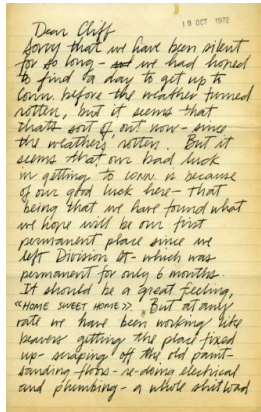 19 OCT 1972
Dear Cliff
Sorry that we have been silent
for so long - we had hoped
to find a day to get up to
Conn. before the weather turned
rotten, but it seems that
thats sort of out now - since
the weathers rotten. But it
seems that our bad luck
in getting to conn. is because
of our good luck here - that
being that we have found what
we hope will be our first
permanent place since we
left Division St - which was
permanent for only 6 months.
It should be a great feeling,
«HOME SWEET HOME». But at any
rate we have been working like
beavers getting the place fixed
up - scraping off the old paint -
sanding floors - re-doing electrical
and plumbing - a whole shitload